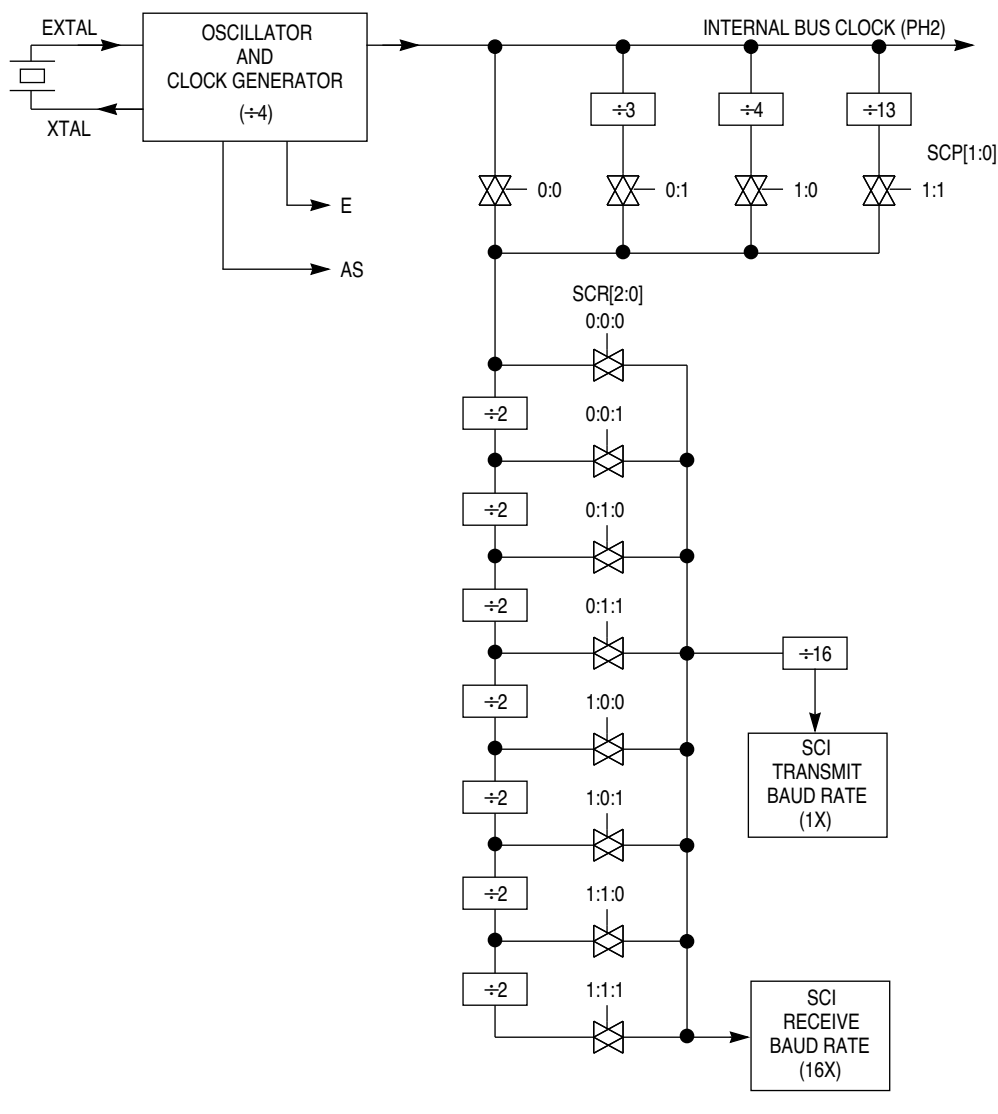 EXTAL
XTAL
OSCILLATOR
AND
CLOCK GENERATOR
(÷4)
E
AS
INTERNAL BUS CLOCK (PH2)
÷3
÷4
÷13
SCP[1:0]
0:0
0:1
1:0
1:1
SCR[2:0]
0:0:0
÷2
0:0:1
÷2
0:1:0
÷2
0:1:1
÷16
÷2
1:0:0
SCI
TRANSMIT
BAUD RATE
(1X)
÷2
1:0:1
÷2
1:1:0
÷2
1:1:1
SCI
RECEIVE
BAUD RATE
(16X)